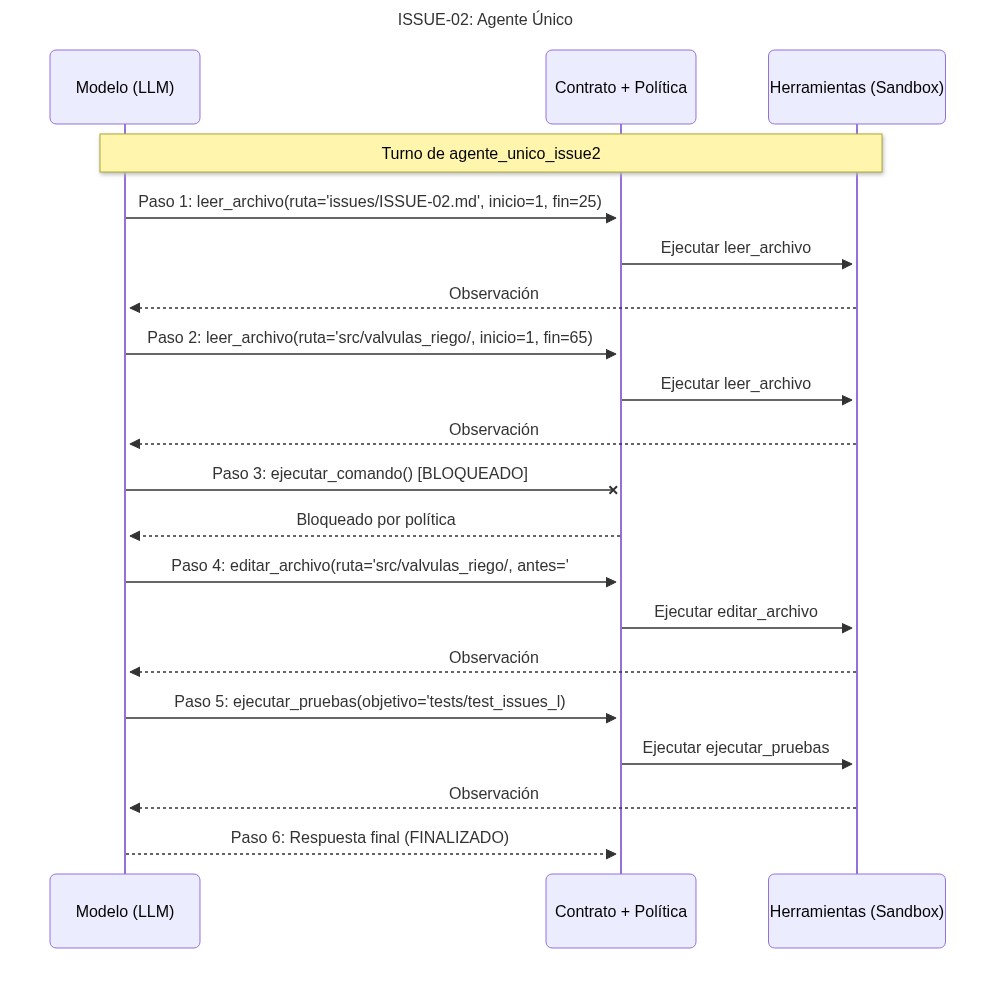 ISSUE-02: Agente Único
Modelo (LLM)
Contrato + Política
Herramientas (Sandbox)
Turno de agente_unico_issue2
Paso 1: leer_archivo(ruta='issues/ISSUE-02.md', inicio=1, fin=25)
Ejecutar leer_archivo
Observación
Paso 2: leer_archivo(ruta='src/valvulas_riego/, inicio=1, fin=65)
Ejecutar leer_archivo
Observación
Paso 3: ejecutar_comando() [BLOQUEADO]
Bloqueado por política
Paso 4: editar_archivo(ruta='src/valvulas_riego/, antes='
Ejecutar editar_archivo
Observación
Paso 5: ejecutar_pruebas(objetivo='tests/test_issues_l)
Ejecutar ejecutar_pruebas
Observación
Paso 6: Respuesta final (FINALIZADO)
Modelo (LLM)
Contrato + Política
Herramientas (Sandbox)